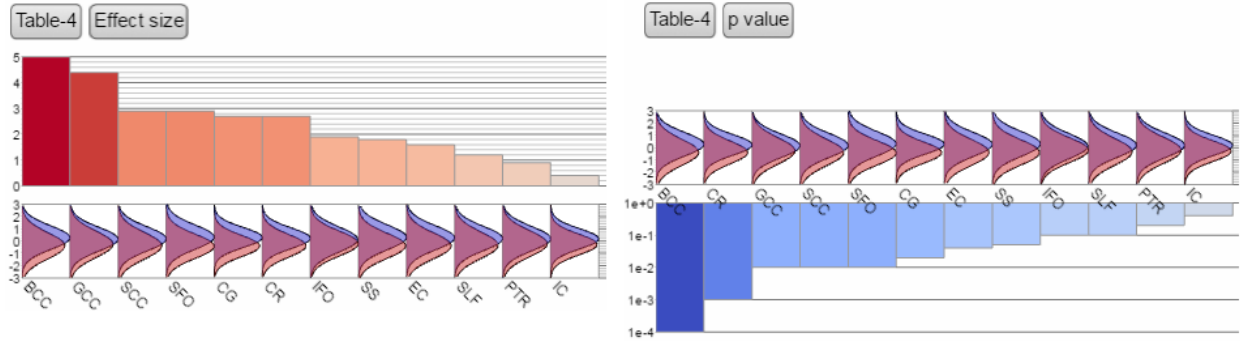 Table-4 Effect size
5
4
3
2
1
0
3
2
1
0
-1
-2
-3
BCC GCC SCC SFO CG CR IFO SS EC SLF PTR IC
Table-4 p value
3
2
1
0
-1
-2
-3
BCC CR GCC SCC SFO CG EC SS IFO SLF PTR IC
1e+0
1e-1
1e-2
1e-3
1e-4